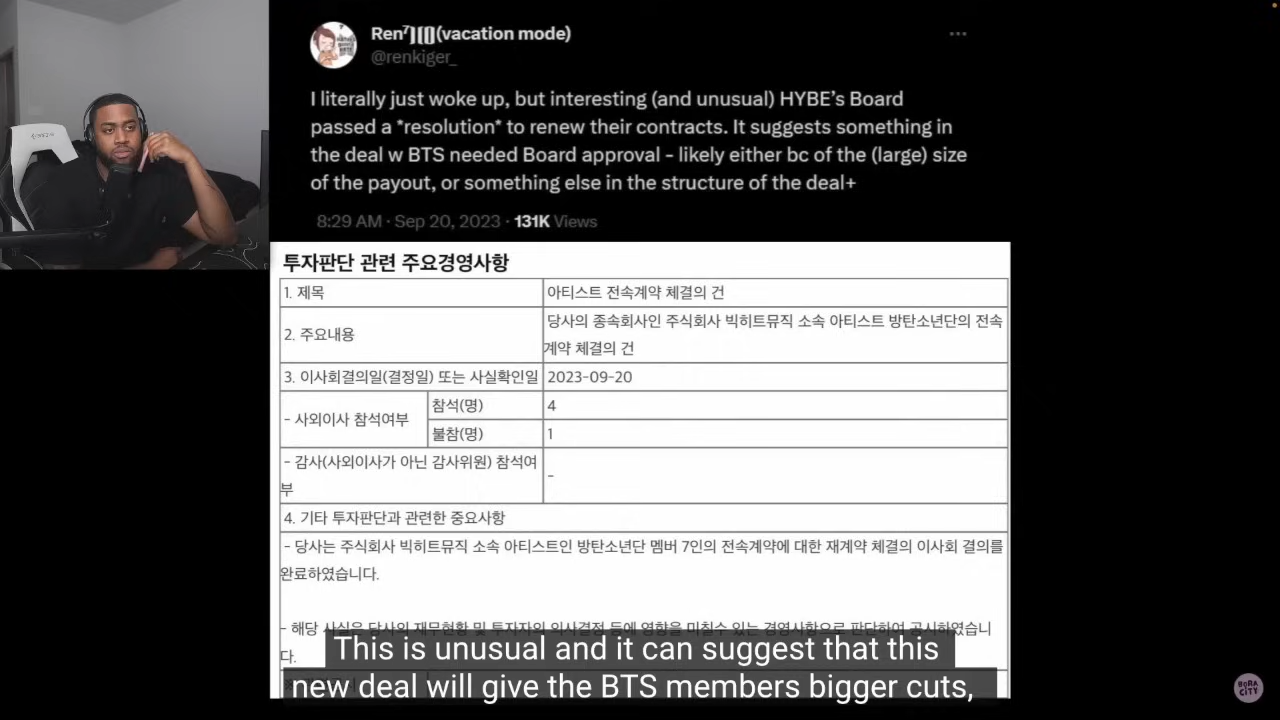 Ren⁷][(vacation mode)
@renkiger_
I literally just woke up, but interesting (and unusual) HYBE’s Board
passed a *resolution* to renew their contracts. It suggests something in
the deal w BTS needed Board approval - likely either bc of the (large) size
of the payout, or something else in the structure of the deal+
8:29 AM · Sep 20, 2023 · 131K Views
투자판단 관련 주요경영사항
1. 제목 아티스트 전속계약 체결의 건
2. 주요내용 당사의 종속회사인 주식회사 빅히트뮤직 소속 아티스트 방탄소년단의 전속
계약 체결의 건
3. 이사회결의일(결정일) 또는 사실확인일 2023-09-20
- 사외이사 참석여부 참석(명) 4
불참(명) 1
- 감사(사외이사가 아닌 감사위원) 참석여
부 -
4. 기타 투자판단과 관련한 중요사항
- 당사는 주식회사 빅히트뮤직 소속 아티스트인 방탄소년단 멤버 7인의 전속계약에 대한 재계약 체결의 이사회 결의를
완료하였습니다.
- 해당 사실은 당사의 재무현황 및 투자자의 의사결정 등에 영향을 미칠수 있는 경영사항으로 판단하여 공시하였습니
다.
This is unusual and it can suggest that this
new deal will give the BTS members bigger cuts,
BORA
CITY